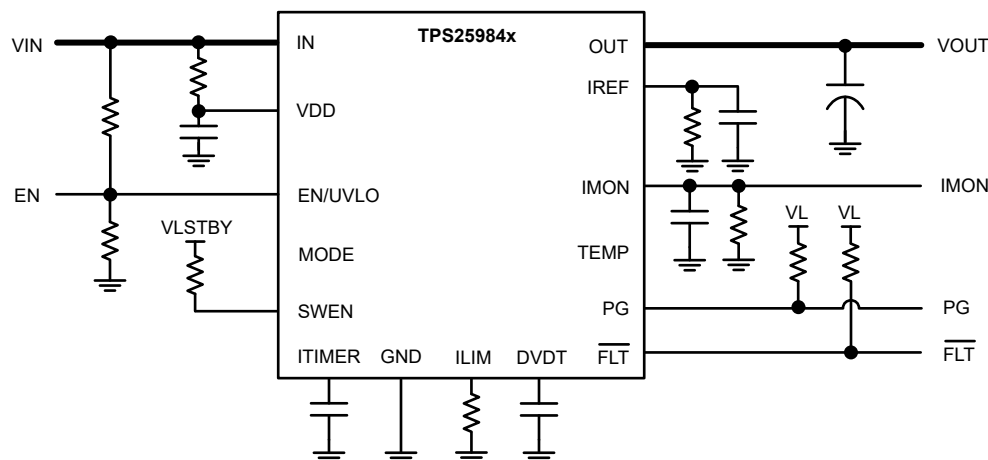 TPS25984x
VIN
IN
OUT
VOUT
IREF
VDD
EN
EN/UVLO
IMON
IMON
VLSTBY
VL
VL
MODE
TEMP
SWEN
PG
PG
ITIMER
GND
ILIM
DVDT
FLT
FLT